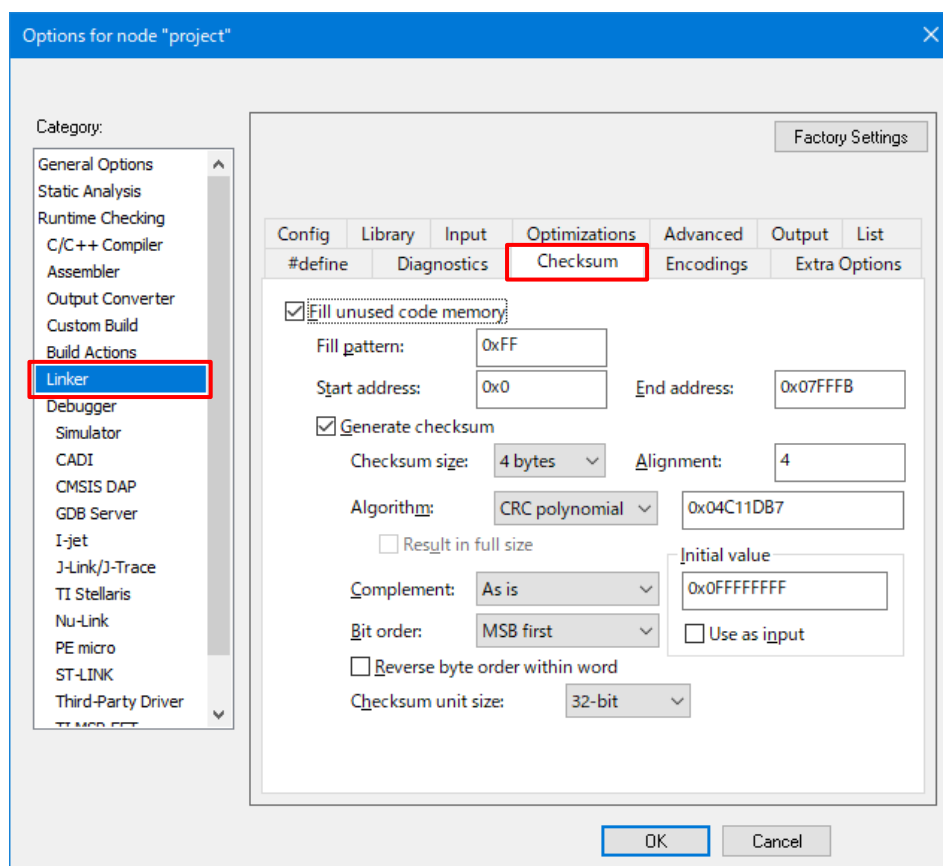 Options for node "project"
Category:
Factory Settings
General Options
Static Analysis
Runtime Checking
C/C++ Compiler
Assembler
Output Converter
Custom Build
Build Actions
Linker
Debugger
Simulator
CADI
CMSIS DAP
GDB Server
I-jet
J-Link/J-Trace
TI Stellaris
Nu-Link
PE micro
ST-LINK
Third-Party Driver
TI MSP-FET
Config Library Input Optimizations Advanced Output List
#define Diagnostics Checksum Encodings Extra Options
Fill unused code memory
Fill pattern: 0xFF
Start address: 0x0 End address: 0x07FFFB
Generate checksum
Checksum size: 4 bytes Alignment: 4
Algorithm: CRC polynomial 0x04C11DB7
Result in full size
Initial value
Complement: As is 0x0FFFFFFFF
Bit order: MSB first Use as input
Reverse byte order within word
Checksum unit size: 32-bit
OK Cancel